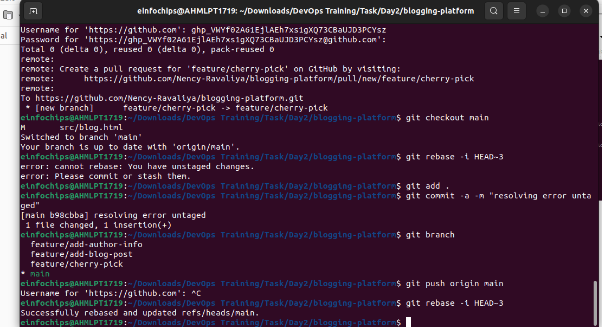 einfochips@AHMLPT1719: ~/Downloads/DevOps Training/Task/Day2/blogging-platform
al
Username for 'https://github.com': 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
Password for 'https://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@github.com':
Total 0 (delta 0), reused 0 (delta 0), pack-reused 0
remote:
remote: Create a pull request for 'feature/cherry-pick' on GitHub by visiting:
remote:      https://github.com/Nency-Ravaliya/blogging-platform/pull/new/feature/cherry-pick
remote:
To https://github.com/Nency-Ravaliya/blogging-platform.git
 * [new branch]      feature/cherry-pick -> feature/cherry-pick
einfochips@AHMLPT1719:~/Downloads/DevOps Training/Task/Day2/blogging-platform$ git checkout main
M       src/blog.html
Switched to branch 'main'
Your branch is up to date with 'origin/main'.
einfochips@AHMLPT1719:~/Downloads/DevOps Training/Task/Day2/blogging-platform$ git rebase -i HEAD~3
error: cannot rebase: You have unstaged changes.
error: Please commit or stash them.
einfochips@AHMLPT1719:~/Downloads/DevOps Training/Task/Day2/blogging-platform$ git add .
einfochips@AHMLPT1719:~/Downloads/DevOps Training/Task/Day2/blogging-platform$ git commit -a -m "resolving error unta
ged"
[main b98cbba] resolving error untaged
 1 file changed, 1 insertion(+)
einfochips@AHMLPT1719:~/Downloads/DevOps Training/Task/Day2/blogging-platform$ git branch
  feature/add-author-info
  feature/add-blog-post
  feature/cherry-pick
* main
einfochips@AHMLPT1719:~/Downloads/DevOps Training/Task/Day2/blogging-platform$ git push origin main
Username for 'https://github.com': ^C
einfochips@AHMLPT1719:~/Downloads/DevOps Training/Task/Day2/blogging-platform$ git rebase -i HEAD~3
Successfully rebased and updated refs/heads/main.
einfochips@AHMLPT1719:~/Downloads/DevOps Training/Task/Day2/blogging-platform$